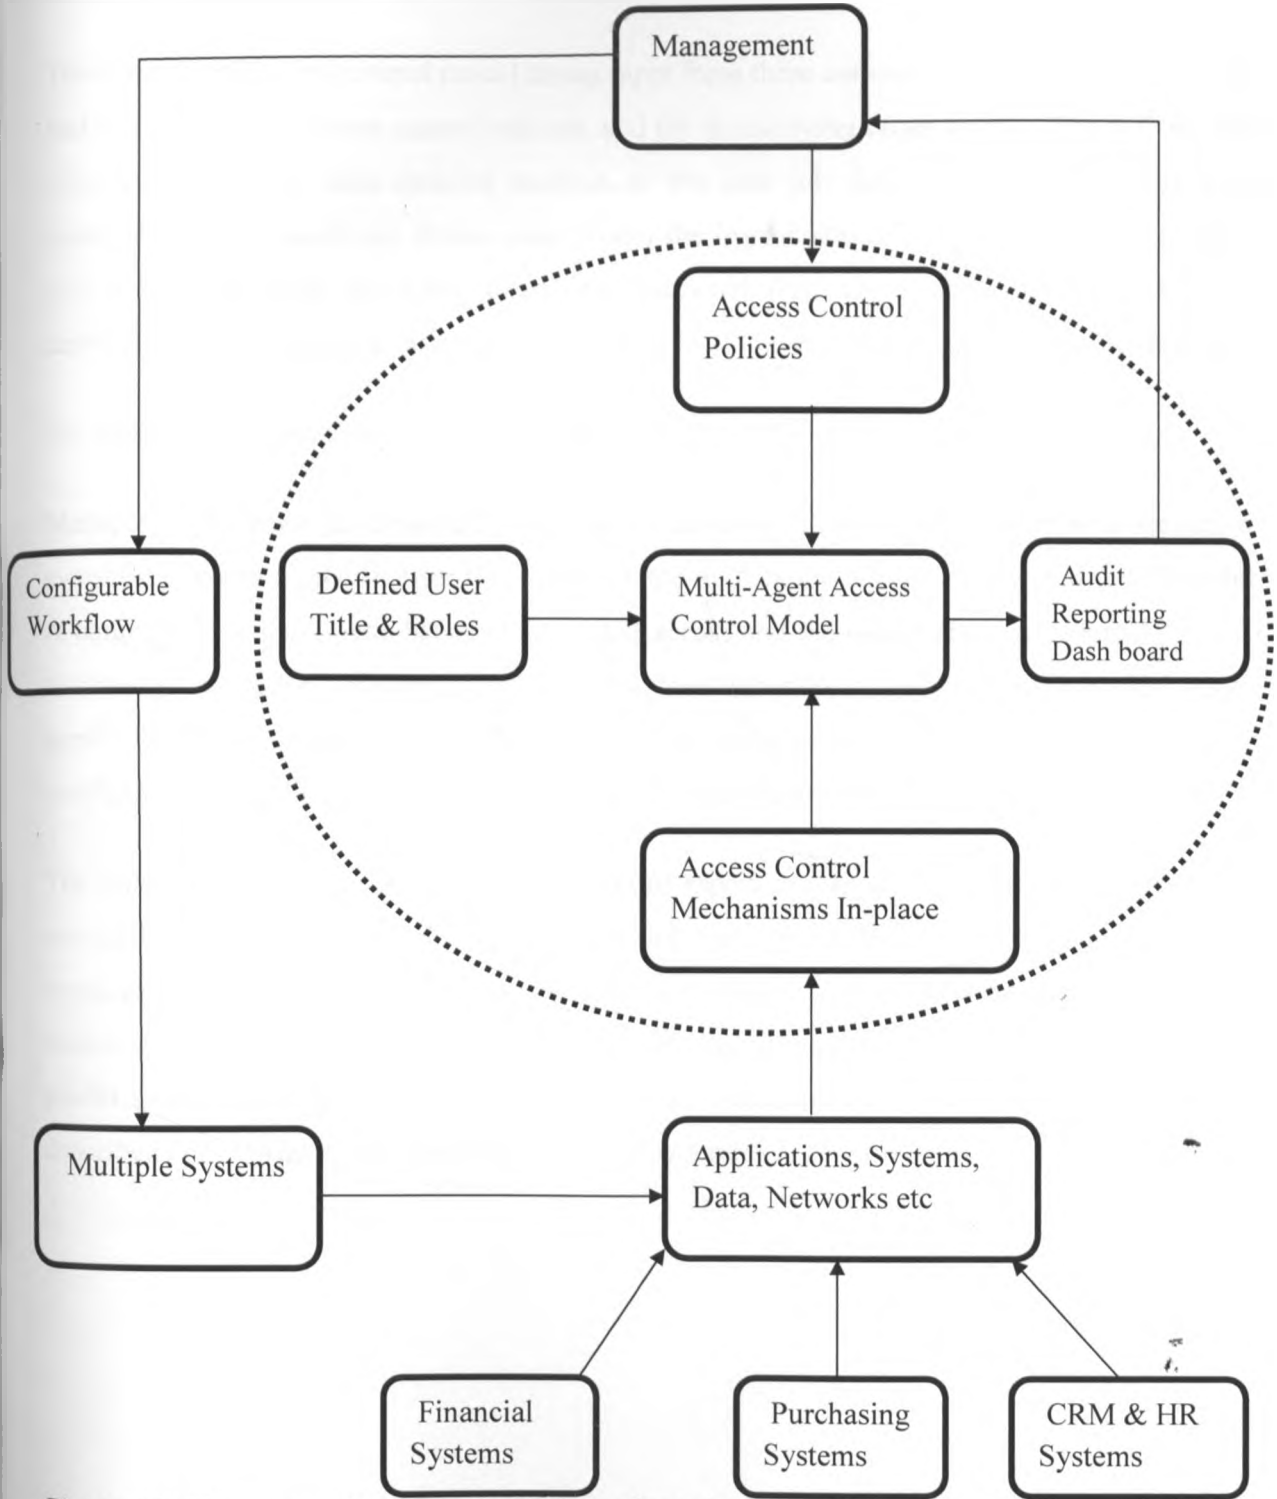 Management
Access Control
Policies
Configurable
Workflow
Defined User
Title & Roles
Multi-Agent Access
Control Model
Audit
Reporting
Dash board
Access Control
Mechanisms In-place
Multiple Systems
Applications, Systems,
Data, Networks etc
Financial
Systems
Purchasing
Systems
CRM & HR
Systems